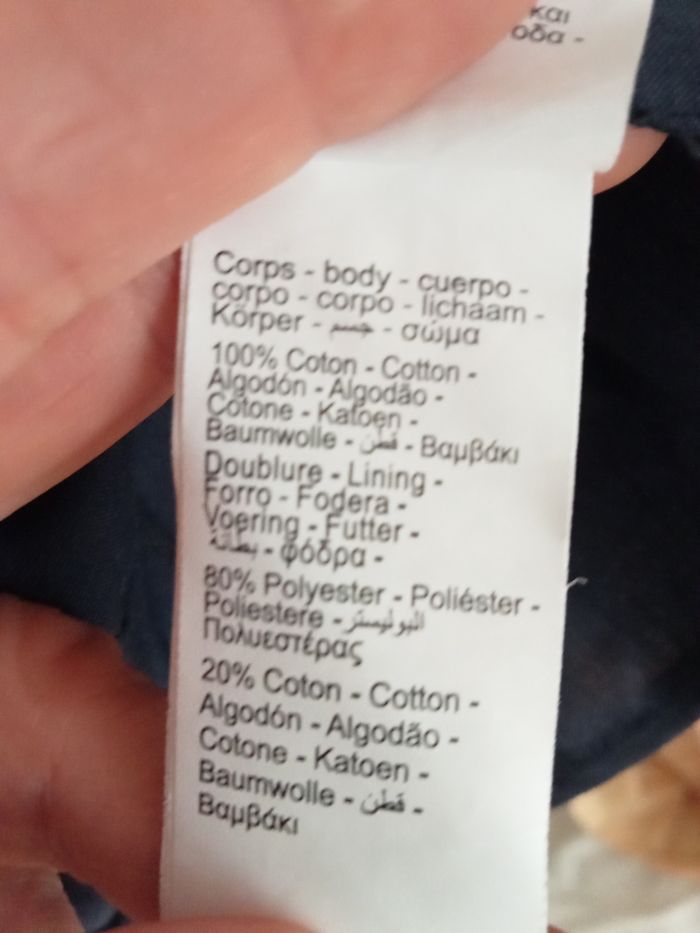 και
οδα -
Corps - body - cuerpo -
corpo - corpo - lichaam -
Körper - جسم - σώμα
100% Coton - Cotton -
Algodón - Algodão -
Cotone - Katoen -
Baumwolle - قطن - Βαμβάκι
Doublure - Lining -
Forro - Fodera -
Voering - Futter -
بطانة - φόδρα -
80% Polyester - Poliéster -
Poliestere - البوليستر
Πολυεστέρας
20% Coton - Cotton -
Algodón - Algodão -
Cotone - Katoen -
Baumwolle - قطن -
Βαμβάκι